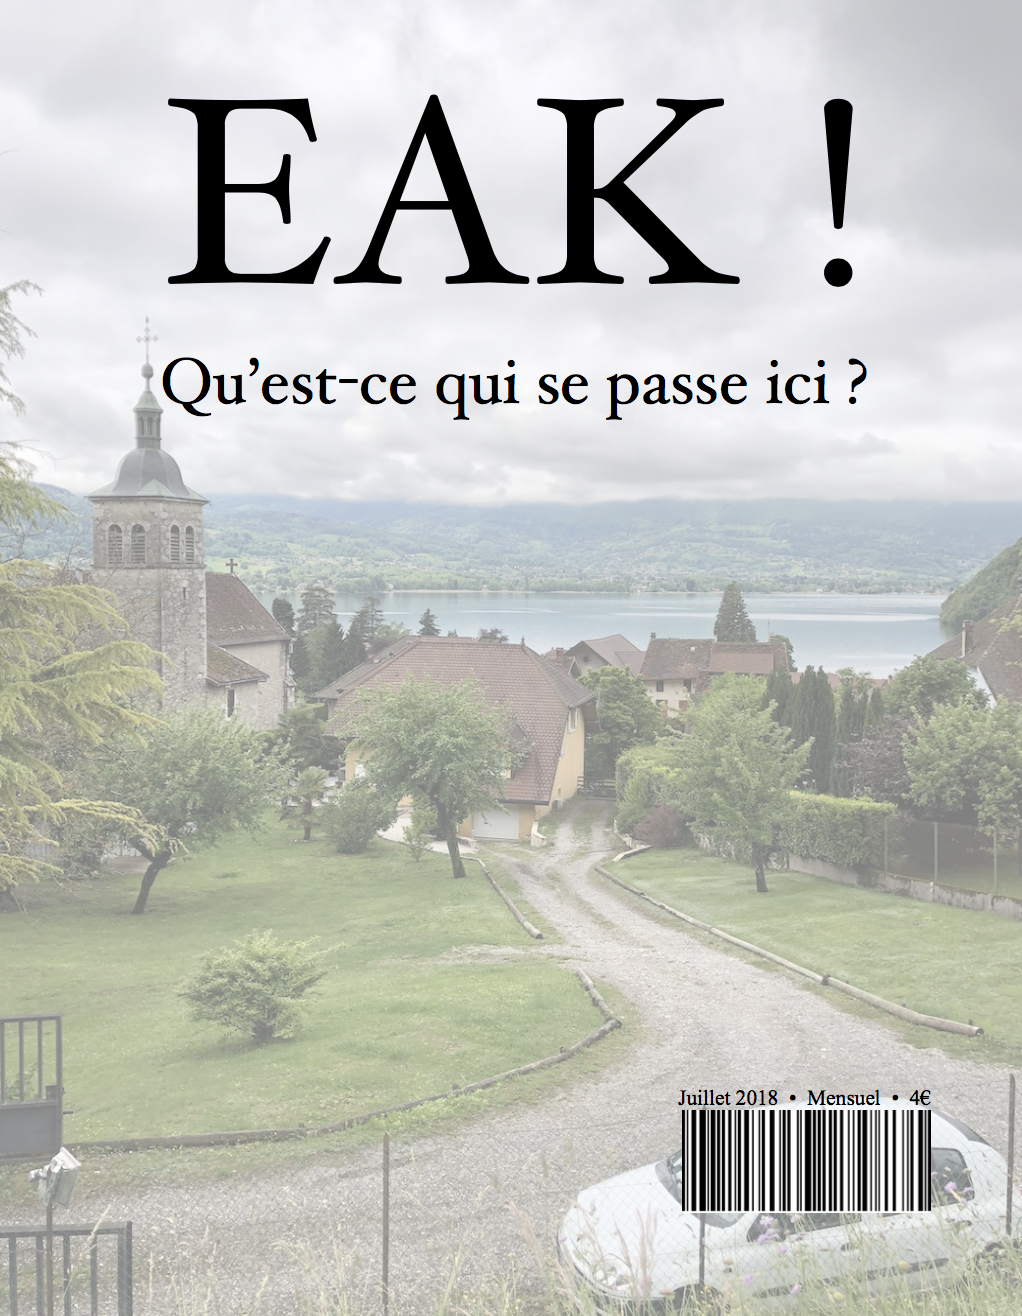 EAK !
Qu’est-ce qui se passe ici ?
Juillet 2018 • Mensuel • 4€